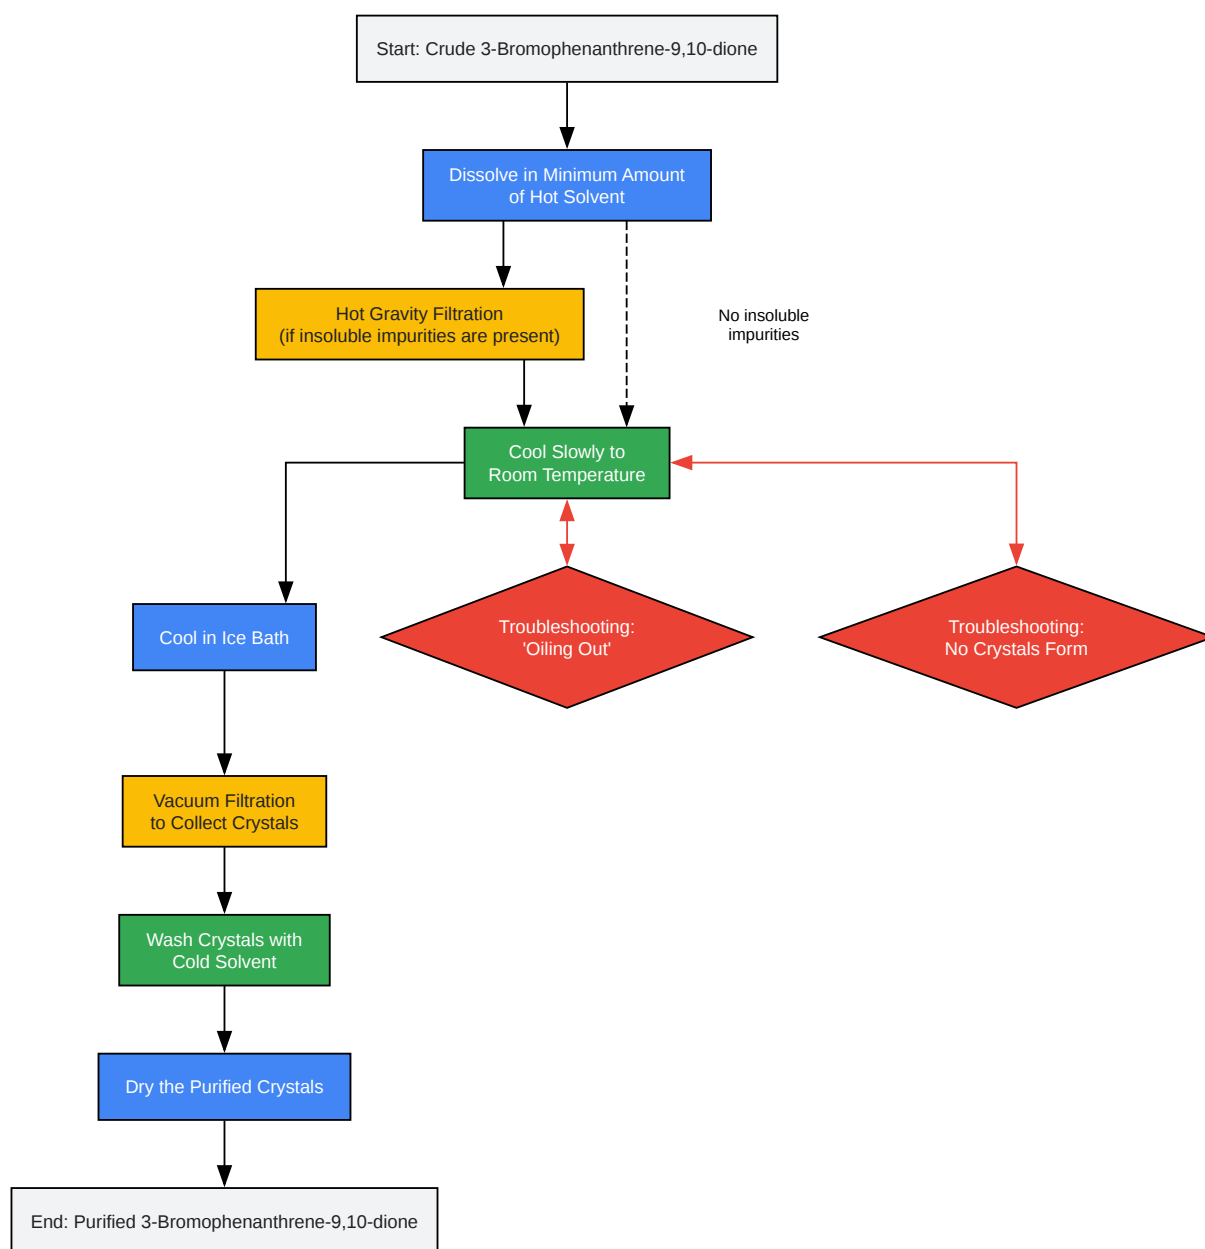 Start: Crude 3-Bromophenanthrene-9,10-dione
Dissolve in Minimum Amount
of Hot Solvent
Hot Gravity Filtration
(if insoluble impurities are present)
No insoluble
impurities
Cool Slowly to
Room Temperature
Cool in Ice Bath
Troubleshooting:
'Oiling Out'
Troubleshooting:
No Crystals Form
Vacuum Filtration
to Collect Crystals
Wash Crystals with
Cold Solvent
Dry the Purified Crystals
End: Purified 3-Bromophenanthrene-9,10-dione